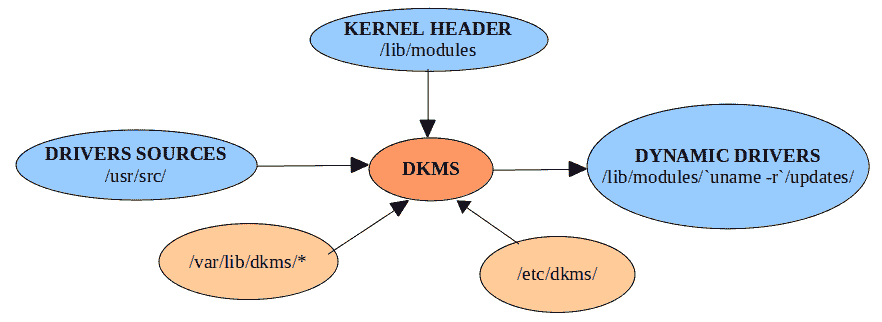 KERNEL HEADER
/lib/modules
DRIVERS SOURCES
/usr/src/
DKMS
DYNAMIC DRIVERS
/lib/modules/`uname -r`/updates/
/var/lib/dkms/*
/etc/dkms/